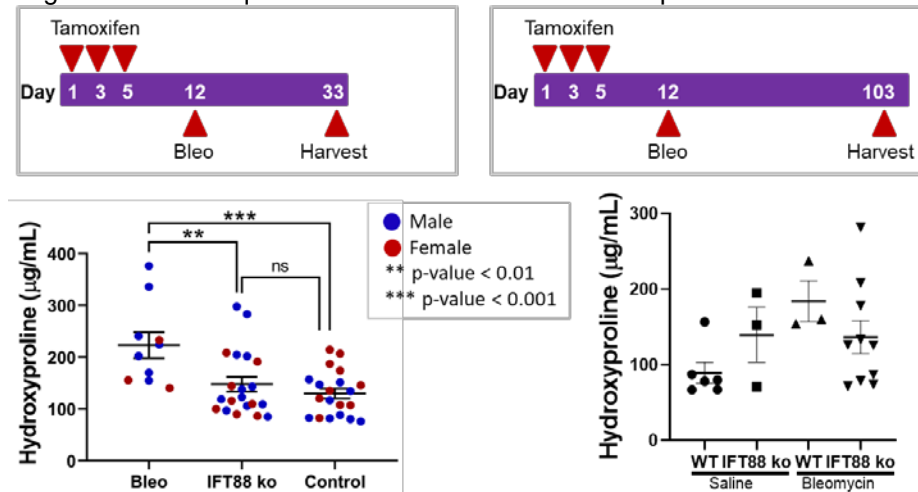 Tamoxifen
Day 1 3 5 12 33
Bleo Harvest
Tamoxifen
Day 1 3 5 12 103
Bleo Harvest
Hydroxyproline (µg/mL)
400
300
200
100
0
***
**
ns
Bleo IFT88 ko Control
Male
Female
** p-value < 0.01
*** p-value < 0.001
Hydroxyproline (µg/mL)
300
200
100
0
WT IFT88 ko WT IFT88 ko
Saline Bleomycin